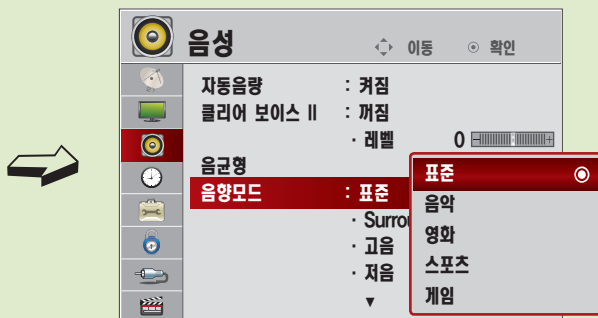 음성
이동
확인
자동음량 : 켜짐
클리어 보이스 II : 꺼짐
· 레벨 0
음균형
음향모드 : 표준
· Surrou
· 고음
· 저음
표준
음악
영화
스포츠
게임